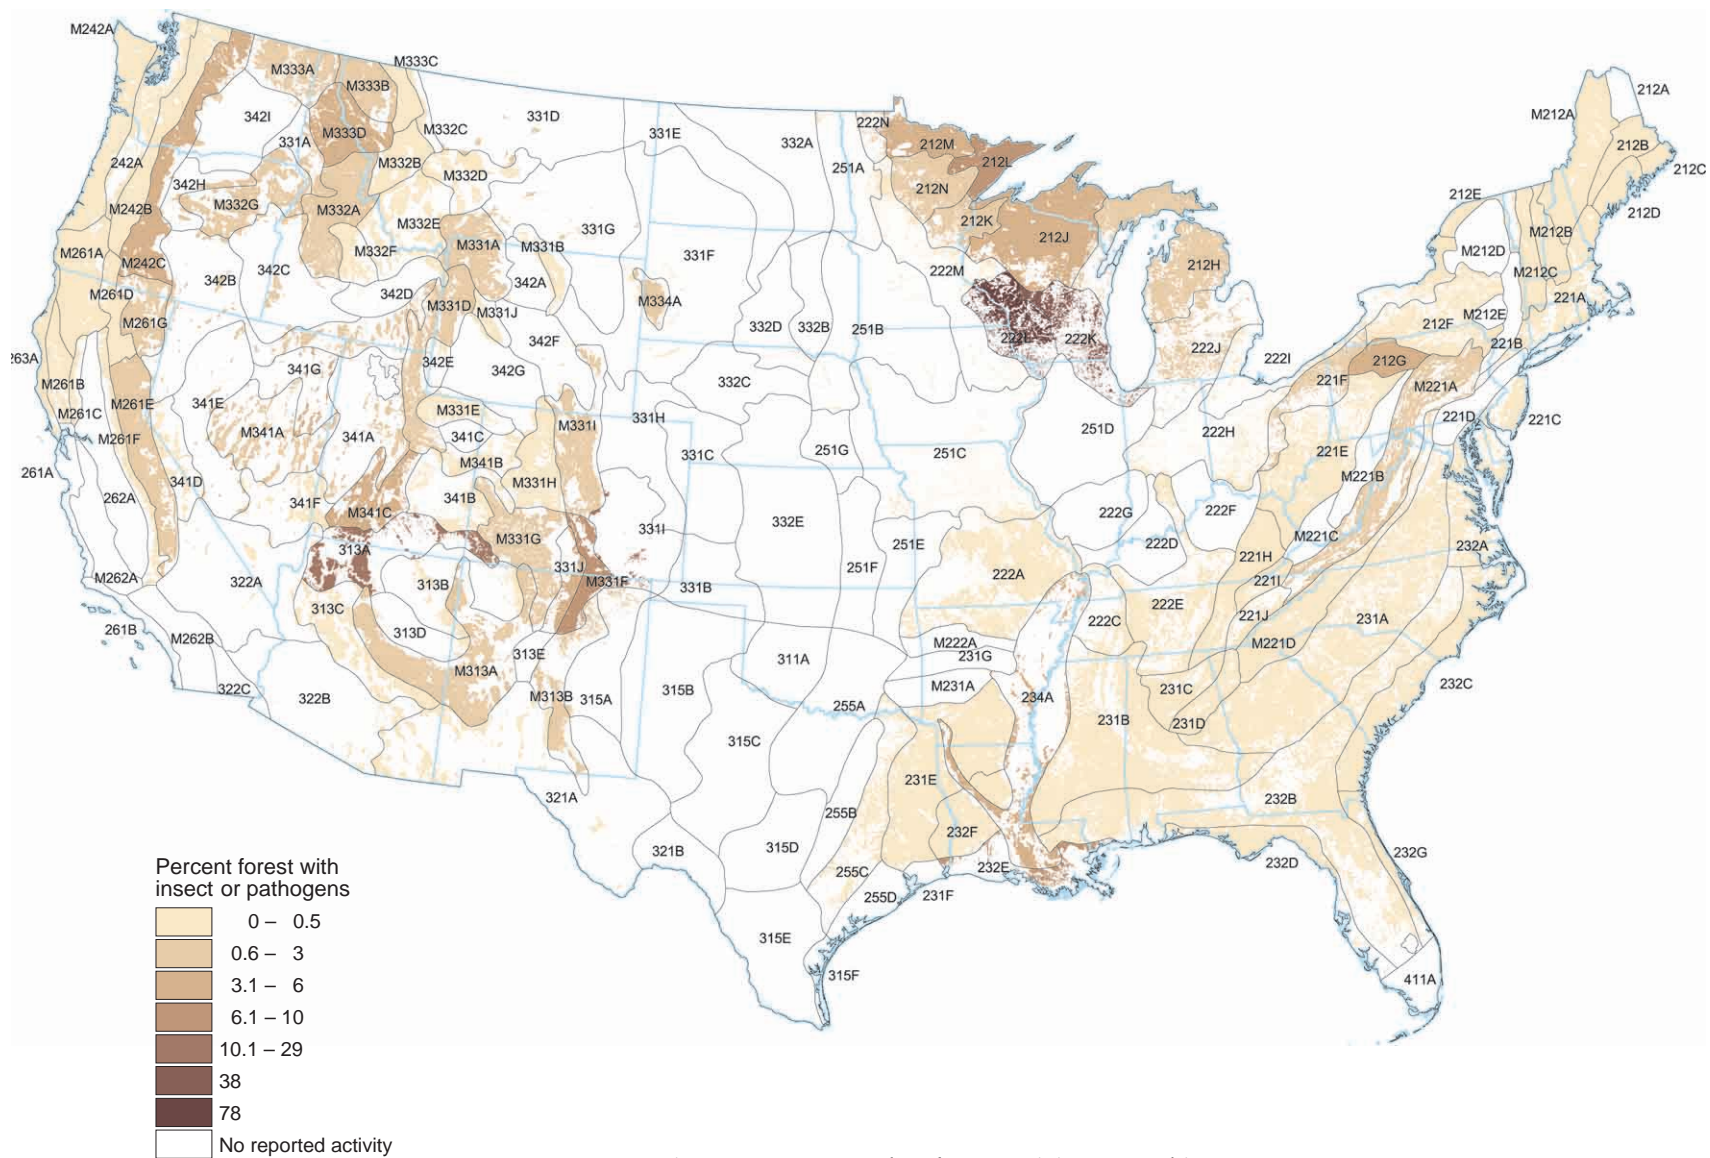 M242A
M333C
M333A
M333B
212A
M212A
342I
331D
M333D
M332C
331E
222N
332A
212M
331A
212B
242A
M332B
212L
251A
212C
342H
M332D
212N
212E
M332G
M242B
M332A
212K
212D
M332E
331G
M212B
212J
M261A
M332F
M331A
M331B
M212D
331F
M242C
212H
222M
342C
M212C
342B
342A
M261D
342D
221A
M334A
M331D
M331J
M212E
M261G
222F
332D
332B
251B
222L
222K
342F
221B
222J
263A
222I
342E
212G
341G
342G
M261B
332C
221F
M221A
M261E
341E
M331E
M261C
331H
221D
221C
M331I
251D
M341A
341A
341C
222H
M261F
251G
251C
221E
331C
M341B
261A
M221B
341D
M331H
262A
341F
341B
222G
222F
M341C
332E
331I
M221C
M331G
251E
222D
232A
313A
221H
331J
251F
M262A
322A
M331F
222A
221I
313B
331B
313C
222E
221J
222C
261B
M262B
313D
231A
M222A
M221D
313E
231G
311A
M313A
322C
322B
M313B
315A
315B
M231A
231C
232C
255A
234A
231B
231D
315C
231E
321A
232B
255B
232F
321B
315D
232G
232D
232E
255C
255D
231F
315E
315F
411A
Percent forest with
insect or pathogens
0 – 0.5
0.6 – 3
3.1 – 6
6.1 – 10
10.1 – 29
38
78
No reported activity